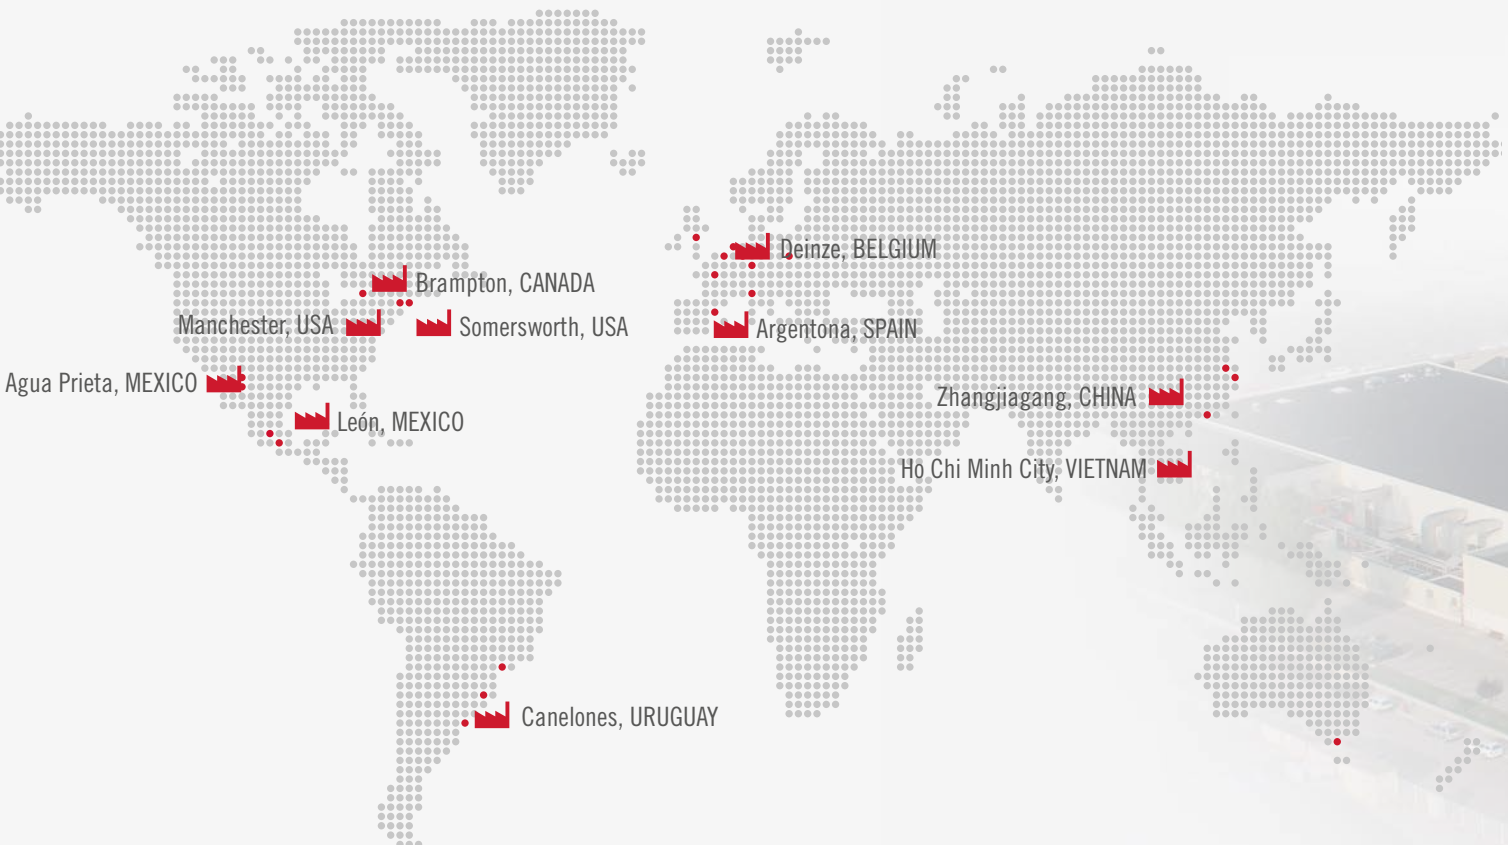 Deinze, BELGIUM
Brampton, CANADA
Manchester, USA
Somersworth, USA
Argentona, SPAIN
Agua Prieta, MEXICO
Zhangjiagang, CHINA
León, MEXICO
Ho Chi Minh City, VIETNAM
Canelones, URUGUAY